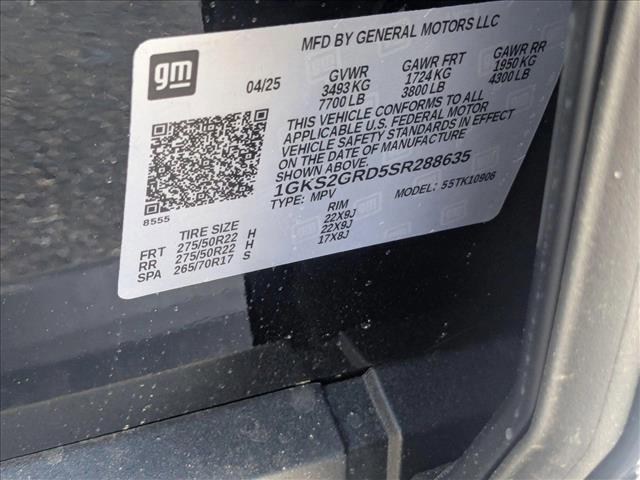 MFD BY GENERAL MOTORS LLC
gm
04/25 GVWR GAWR FRT GAWR RR
3493 KG 1724 KG 1950 KG
7700 LB 3800 LB 4300 LB
THIS VEHICLE CONFORMS TO ALL
APPLICABLE U.S. FEDERAL MOTOR
VEHICLE SAFETY STANDARDS IN EFFECT
ON THE DATE OF MANUFACTURE
SHOWN ABOVE.
1GKS2GRD5SR288635
TYPE: MPV MODEL: 55TK10906
8555
TIRE SIZE RIM
FRT 275/50R22 H 22X9J
RR 275/50R22 H 22X9J
SPA 265/70R17 S 17X8J